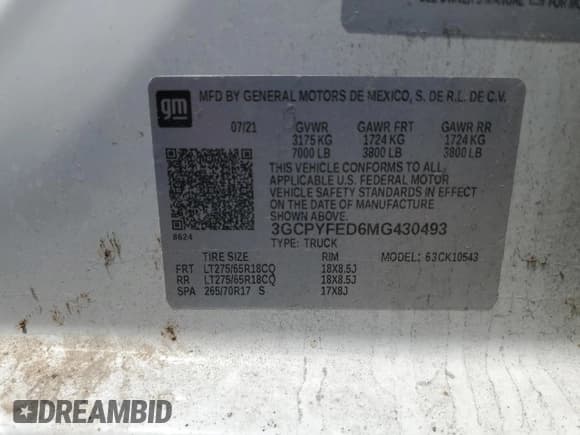 gm
MFD BY GENERAL MOTORS DE MEXICO, S. DE R.L. DE C.V.
07/21 GVWR GAWR FRT GAWR RR
3175 KG 1724 KG 1724 KG
7000 LB 3800 LB 3800 LB
THIS VEHICLE CONFORMS TO ALL
APPLICABLE U.S. FEDERAL MOTOR
VEHICLE SAFETY STANDARDS IN EFFECT
ON THE DATE OF MANUFACTURE
SHOWN ABOVE.
3GCPYFED6MG430493
8624
TYPE: TRUCK
TIRE SIZE RIM MODEL: 63CK10543
FRT LT275/65R18CQ 18X8.5J
RR LT275/65R18CQ 18X8.5J
SPA 265/70R17 S 17X8J
DREAMBID